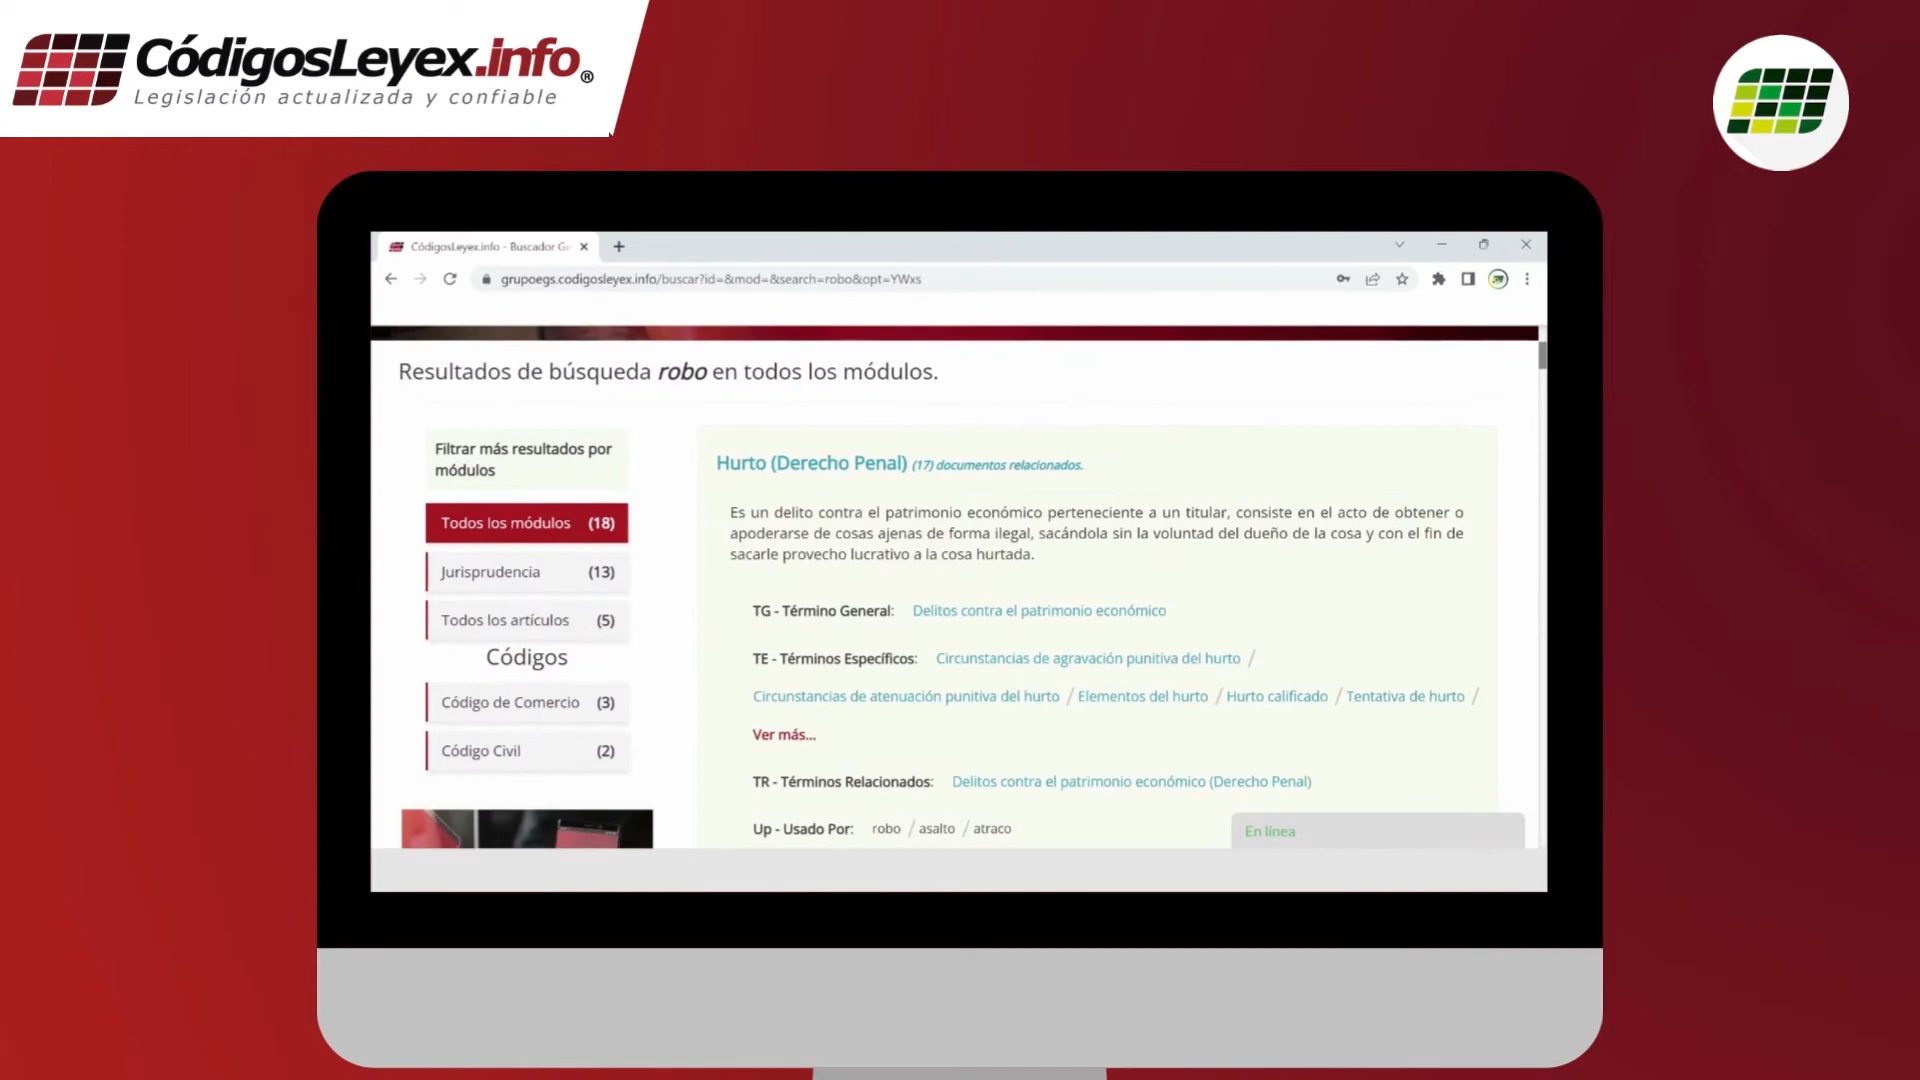 CódigosLeyex.info®
Legislación actualizada y confiable
CódigosLeyex.info - Buscador Ge
grupoegs.codigosleyex.info/buscar?id=&mod=&search=robo&opt=YWxs
Resultados de búsqueda robo en todos los módulos.
Filtrar más resultados por
módulos
Todos los módulos (18)
Jurisprudencia (13)
Todos los artículos (5)
Códigos
Código de Comercio (3)
Código Civil (2)
Hurto (Derecho Penal) (17) documentos relacionados.
Es un delito contra el patrimonio económico perteneciente a un titular, consiste en el acto de obtener o
apoderarse de cosas ajenas de forma ilegal, sacándola sin la voluntad del dueño de la cosa y con el fin de
sacarle provecho lucrativo a la cosa hurtada.
TG - Término General: Delitos contra el patrimonio económico
TE - Términos Específicos: Circunstancias de agravación punitiva del hurto /
Circunstancias de atenuación punitiva del hurto / Elementos del hurto / Hurto calificado / Tentativa de hurto /
Ver más...
TR - Términos Relacionados: Delitos contra el patrimonio económico (Derecho Penal)
Up - Usado Por: robo / asalto / atraco
En línea